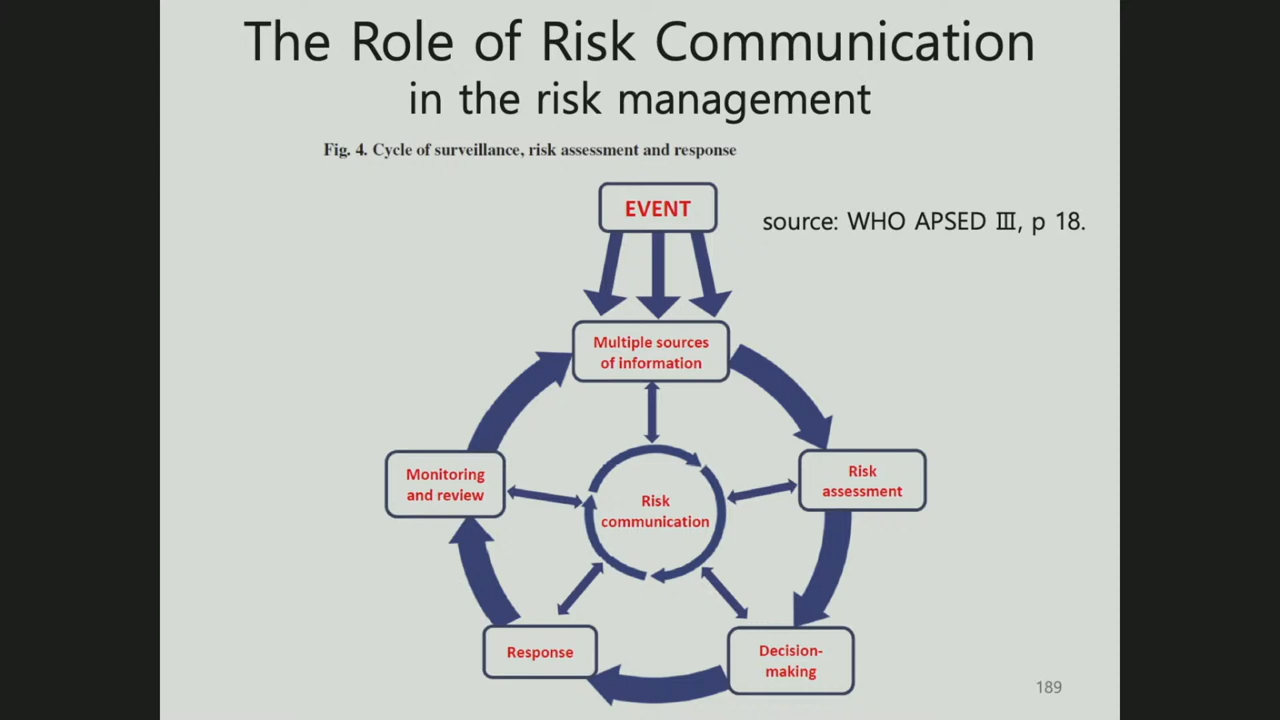 The Role of Risk Communication
in the risk management
Fig. 4. Cycle of surveillance, risk assessment and response
EVENT
source: WHO APSED Ⅲ, p 18.
Multiple sources
of information
Monitoring
and review
Risk
assessment
Risk
communication
Response
Decision-
making
189